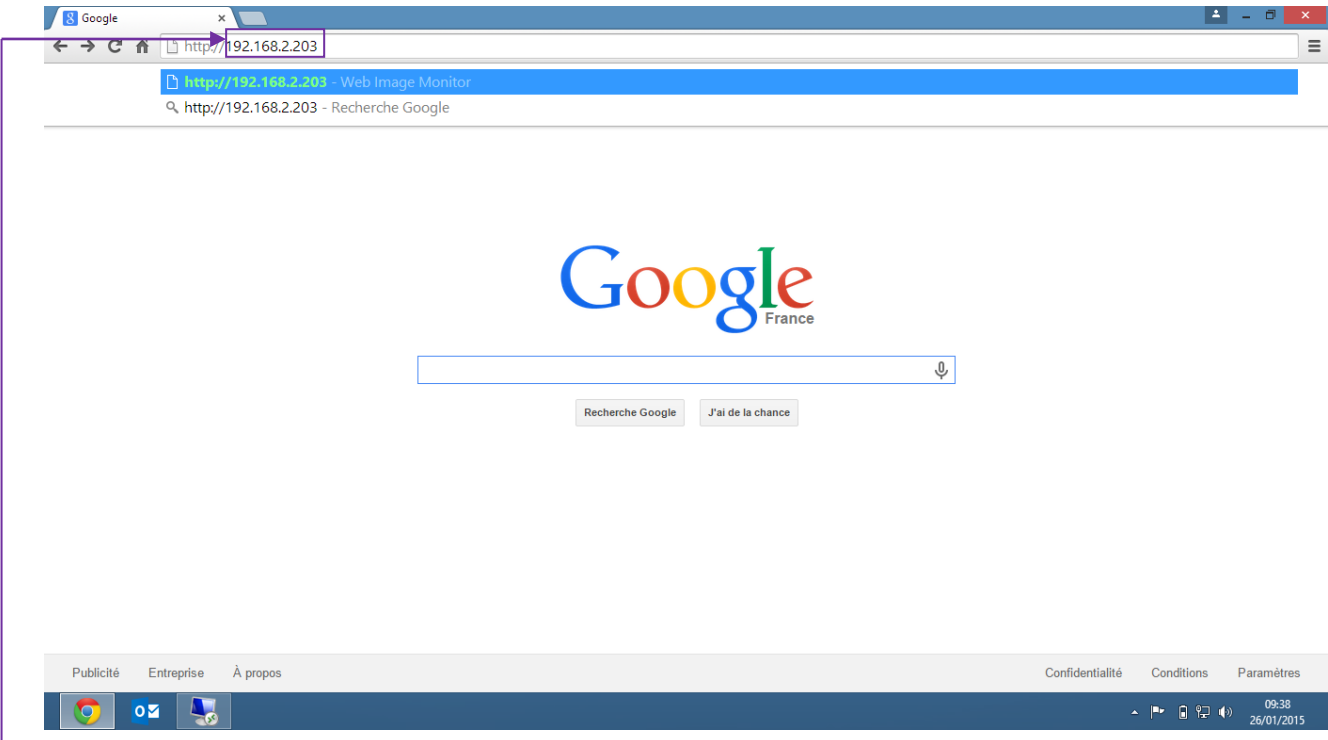 Google
http://192.168.2.203
http://192.168.2.203 - Web Image Monitor
http://192.168.2.203 - Recherche Google
Google
France
Recherche Google J'ai de la chance
Publicité Entreprise À propos Confidentialité Conditions Paramètres
09:38
26/01/2015